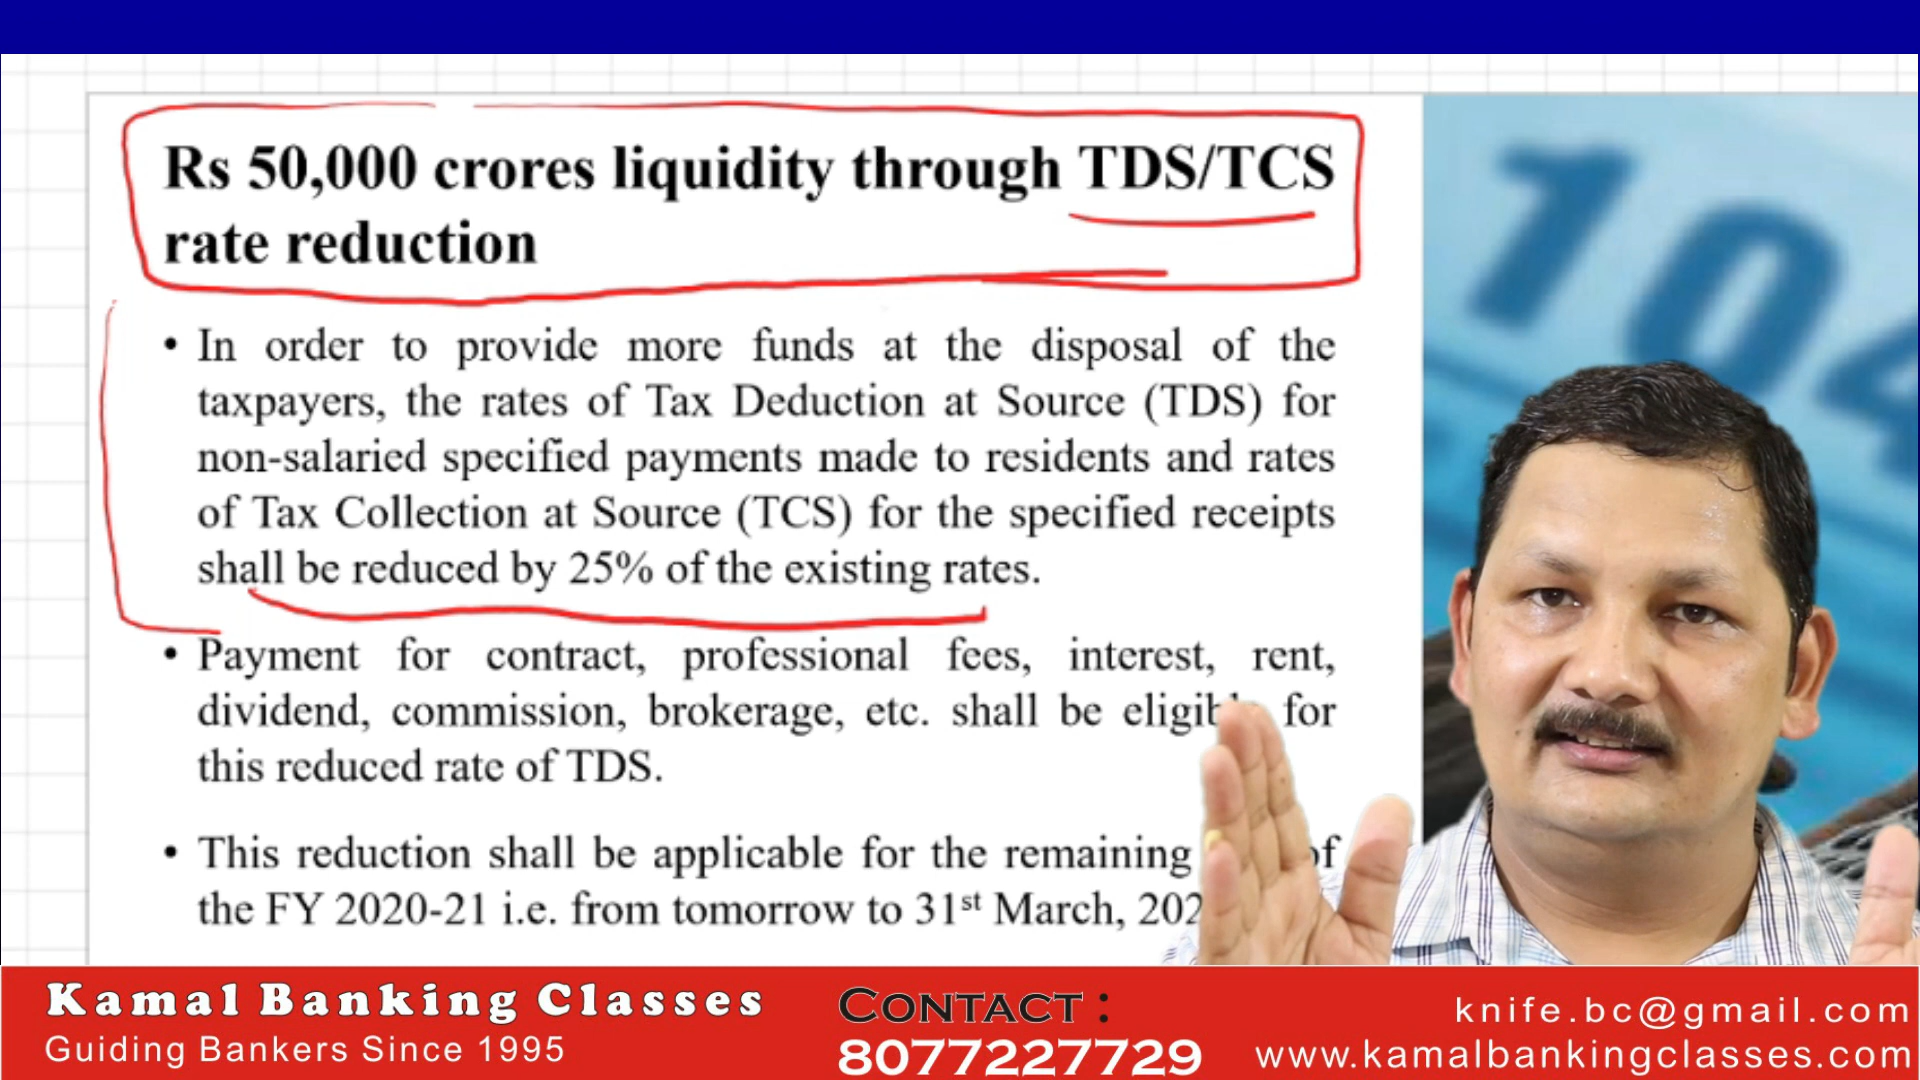 Rs 50,000 crores liquidity through TDS/TCS
rate reduction
• In order to provide more funds at the disposal of the
taxpayers, the rates of Tax Deduction at Source (TDS) for
non-salaried specified payments made to residents and rates
of Tax Collection at Source (TCS) for the specified receipts
shall be reduced by 25% of the existing rates.
• Payment for contract, professional fees, interest, rent,
dividend, commission, brokerage, etc. shall be for
this reduced rate of TDS.
• This reduction shall be applicable for the remaining
the FY 2020-21 i.e. from tomorrow to 31st March,
104
Kamal Banking Classes
Guiding Bankers Since 1995
CONTACT :
8077227729
knife.bc@gmail.com
www.kamalbankingclasses.com